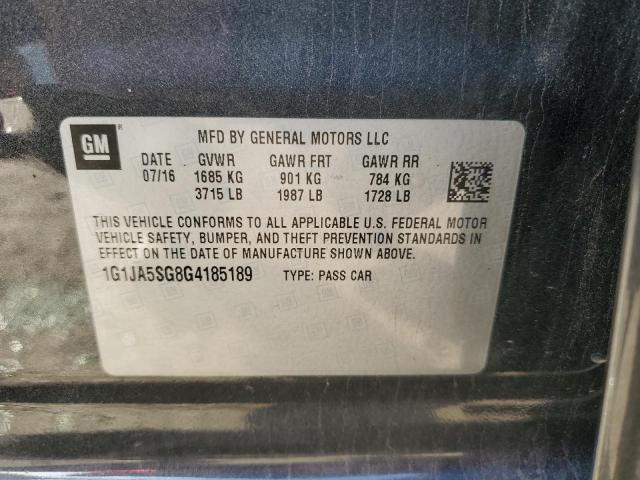 GM®
MFD BY GENERAL MOTORS LLC
DATE GVWR GAWR FRT GAWR RR
07/16 1685 KG 901 KG 784 KG
3715 LB 1987 LB 1728 LB
THIS VEHICLE CONFORMS TO ALL APPLICABLE U.S. FEDERAL MOTOR
VEHICLE SAFETY, BUMPER, AND THEFT PREVENTION STANDARDS IN
EFFECT ON THE DATE OF MANUFACTURE SHOWN ABOVE.
1G1JA5SG8G4185189 TYPE: PASS CAR